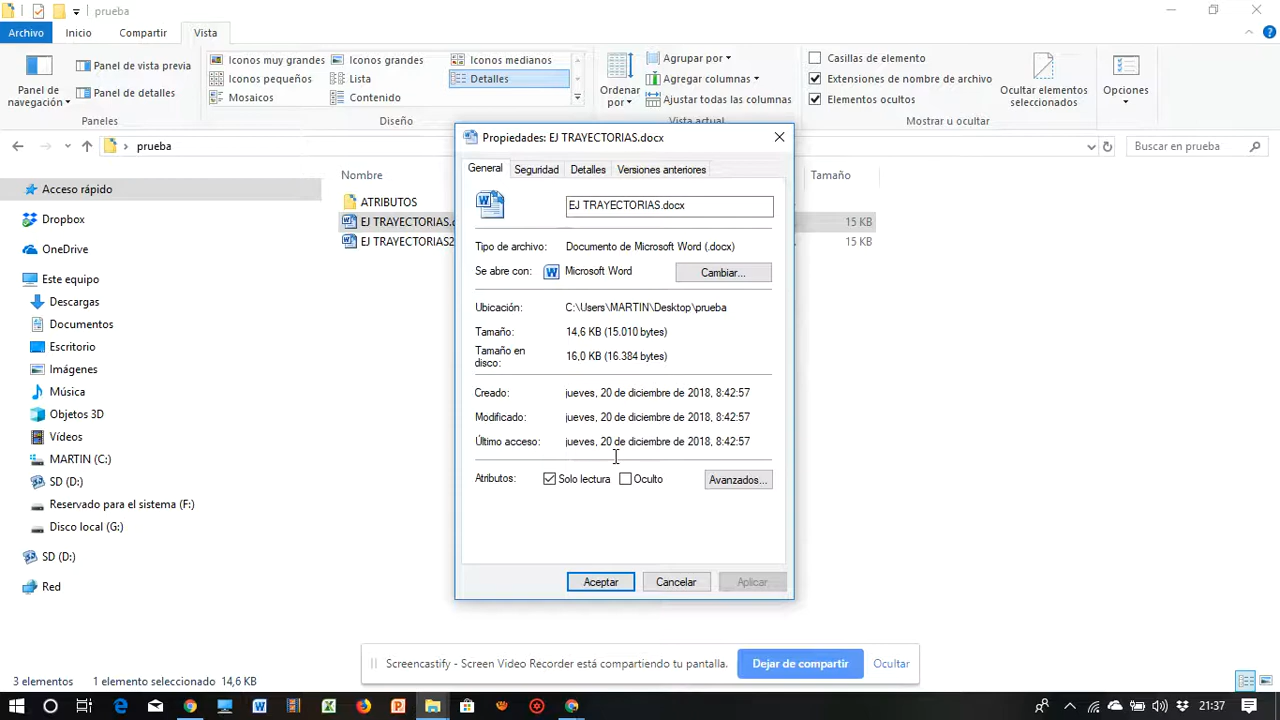 prueba
Archivo Inicio Compartir Vista
Panel de navegación
Panel de vista previa
Panel de detalles
Paneles
Iconos muy grandes Iconos grandes Iconos medianos
Iconos pequeños Lista Detalles
Mosaicos Contenido
Diseño
Ordenar por
Agrupar por
Agregar columnas
Ajustar todas las columnas
Vista actual
Casillas de elemento
Extensiones de nombre de archivo
Elementos ocultos
Ocultar elementos seleccionados
Mostrar u ocultar
Opciones
prueba
Buscar en prueba
Acceso rápido
Dropbox
OneDrive
Este equipo
Descargas
Documentos
Escritorio
Imágenes
Música
Objetos 3D
Vídeos
MARTIN (C:)
SD (D:)
Reservado para el sistema (F:)
Disco local (G:)
SD (D:)
Red
Nombre Tamaño
ATRIBUTOS
EJ TRAYECTORIAS. 15 KB
EJ TRAYECTORIAS2 15 KB
Propiedades: EJ TRAYECTORIAS.docx
General Seguridad Detalles Versiones anteriores
EJ TRAYECTORIAS.docx
Tipo de archivo: Documento de Microsoft Word (.docx)
Se abre con: Microsoft Word Cambiar...
Ubicación: C:\Users\MARTIN\Desktop\prueba
Tamaño: 14,6 KB (15.010 bytes)
Tamaño en disco: 16,0 KB (16.384 bytes)
Creado: jueves, 20 de diciembre de 2018, 8:42:57
Modificado: jueves, 20 de diciembre de 2018, 8:42:57
Último acceso: jueves, 20 de diciembre de 2018, 8:42:57
Atributos: Solo lectura Oculto Avanzados...
Aceptar Cancelar Aplicar
Screencastify - Screen Video Recorder está compartiendo tu pantalla. Dejar de compartir Ocultar
3 elementos 1 elemento seleccionado 14,6 KB
21:37